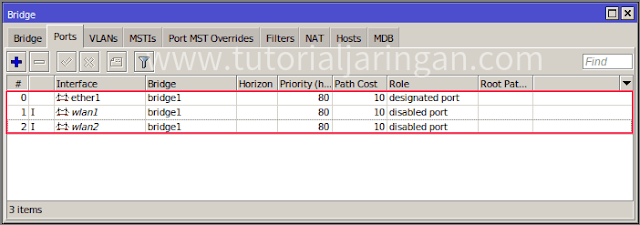 Bridge
Bridge Ports VLANs MSTIs Port MST Overrides Filters NAT Hosts MDB
www.tutorialjaringan.com
Find
# Interface Bridge Horizon Priority (h... Path Cost Role Root Pat...
0 ether1 bridge1 80 10 designated port
1 I wlan1 bridge1 80 10 disabled port
2 I wlan2 bridge1 80 10 disabled port
3 items